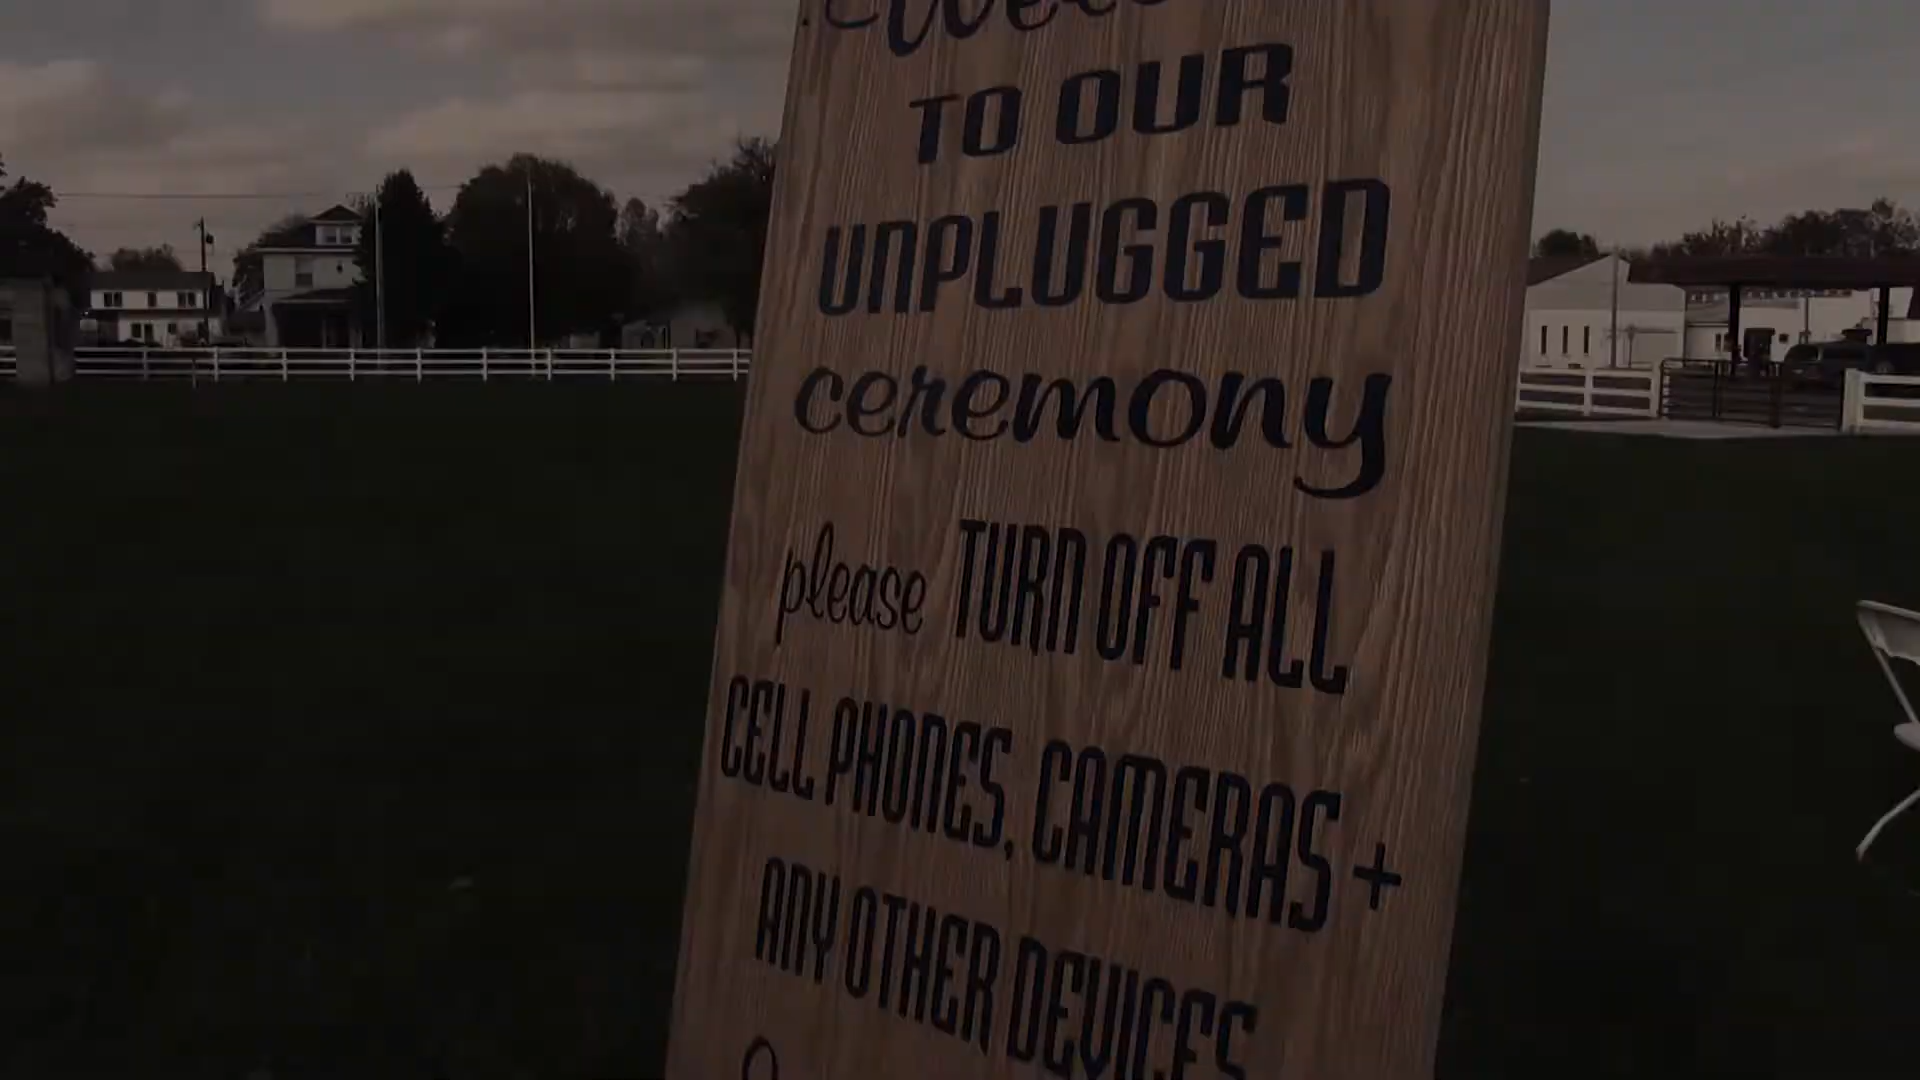 TO OUR
UNPLUGGED
ceremony
please TURN OFF ALL
CELL PHONES, CAMERAS +
ANY OTHER DEVICES